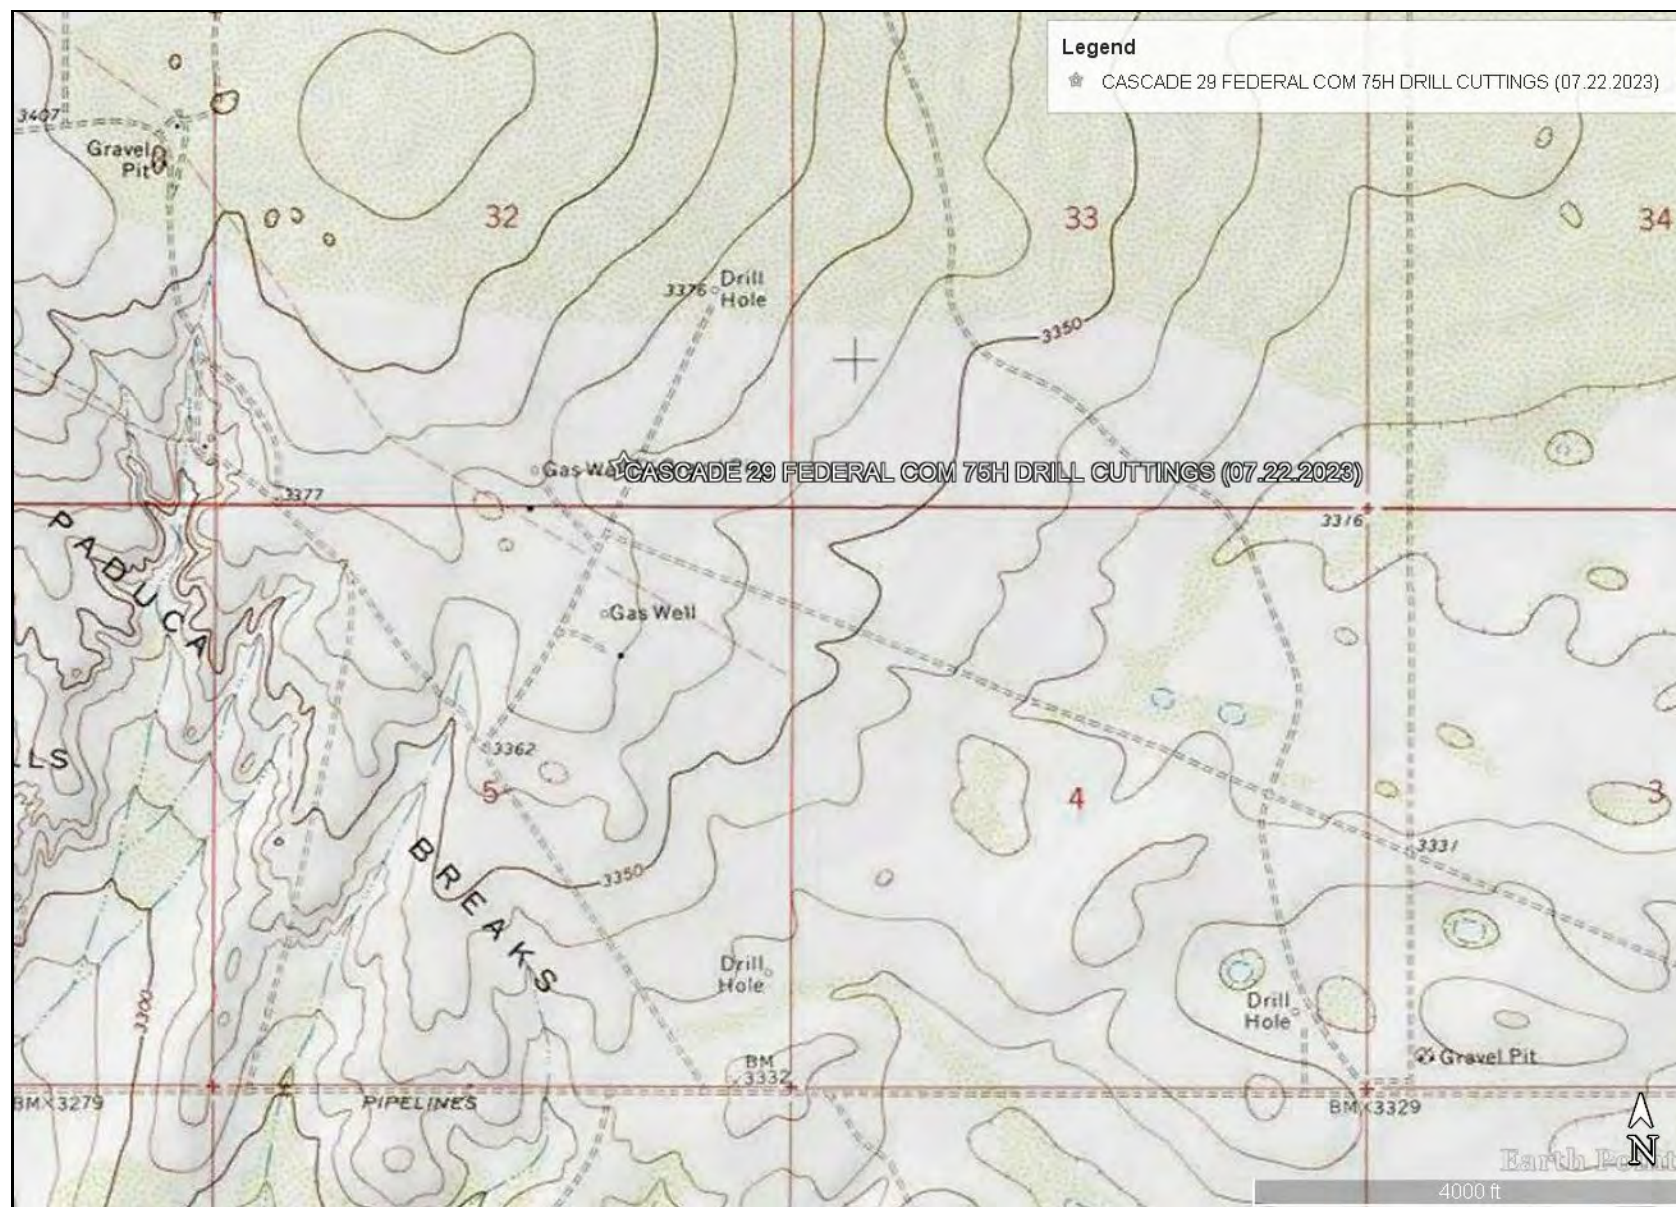 Legend
CASCADE 29 FEDERAL COM 75H DRILL CUTTINGS (07.22.2023)
3407
Gravel
Pit
32
33
34
Drill
Hole
3376
3350
Gas
CASCADE 29 FEDERAL COM 75H DRILL CUTTINGS (07.22.2023)
3377
3316
PADUCA
Gas Well
LLS
3362
5
4
3
3331
BREAKS
3350
Drill
Hole
3300
Drill
Hole
Gravel Pit
BM
3332
BM 3279
PIPELINES
BM 3329
N
Earth
4000 ft